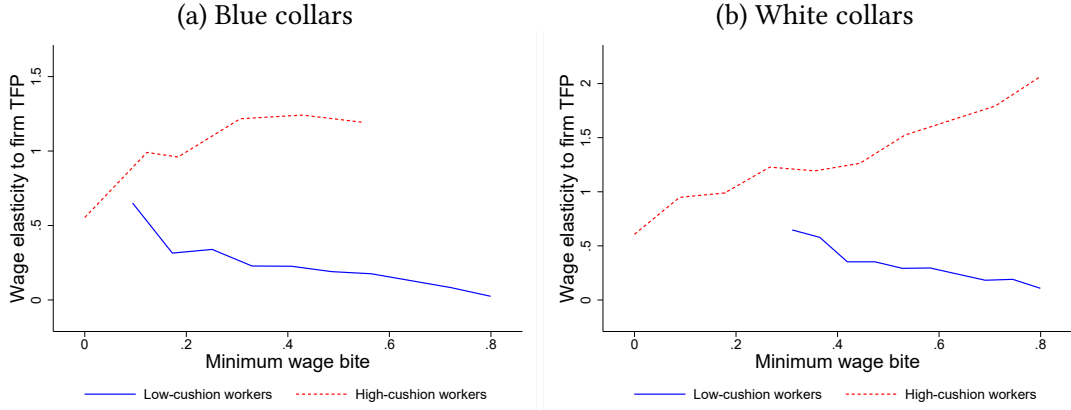 (a) Blue collars
Wage elasticity to firm TFP
1.5
1
.5
0
0 .2 .4 .6 .8
Minimum wage bite
Low-cushion workers High-cushion workers
(b) White collars
Wage elasticity to firm TFP
2
1.5
1
.5
0
0 .2 .4 .6 .8
Minimum wage bite
Low-cushion workers High-cushion workers